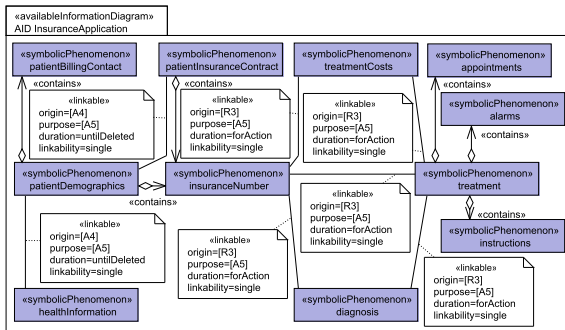 «availableInformationDiagram»
AID InsuranceApplication
«symbolicPhenomenon»
patientBillingContact
«symbolicPhenomenon»
patientInsuranceContract
«symbolicPhenomenon»
treatmentCosts
«symbolicPhenomenon»
appointments
«contains»
«contains»
«symbolicPhenomenon»
alarms
«contains»
«contains»
«linkable»
origin=[A4]
purpose=[A5]
duration=untilDeleted
linkability=single
«linkable»
origin=[R3]
purpose=[A5]
duration=forAction
linkability=single
«linkable»
origin=[R3]
purpose=[A5]
duration=forAction
linkability=single
«symbolicPhenomenon»
patientDemographics
«symbolicPhenomenon»
insuranceNumber
«symbolicPhenomenon»
treatment
«contains»
«contains»
«linkable»
origin=[R3]
purpose=[A5]
duration=forAction
linkability=single
«symbolicPhenomenon»
instructions
«linkable»
origin=[A4]
purpose=[A5]
duration=untilDeleted
linkability=single
«linkable»
origin=[R3]
purpose=[A5]
duration=forAction
linkability=single
«linkable»
origin=[R3]
purpose=[A5]
duration=forAction
linkability=single
«symbolicPhenomenon»
healthInformation
«symbolicPhenomenon»
diagnosis